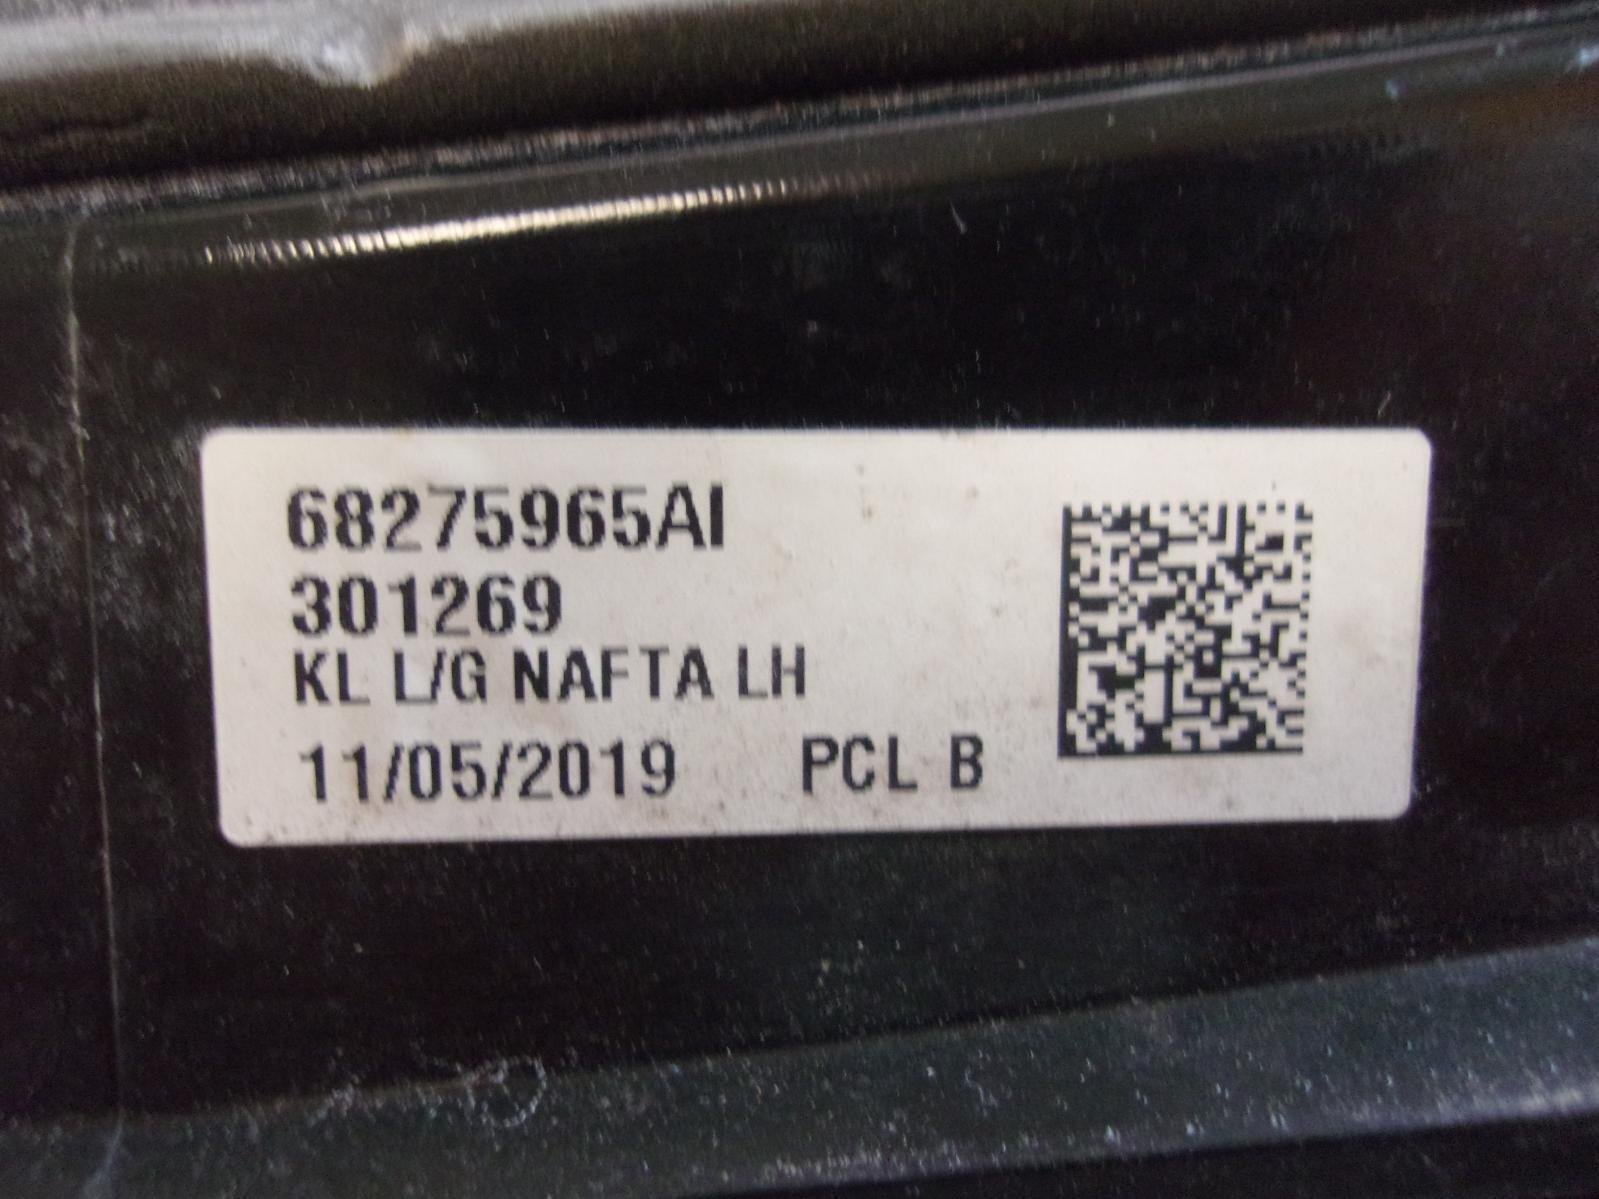 68275965AI
301269
KL L/G NAFTA LH
11/05/2019 PCL B